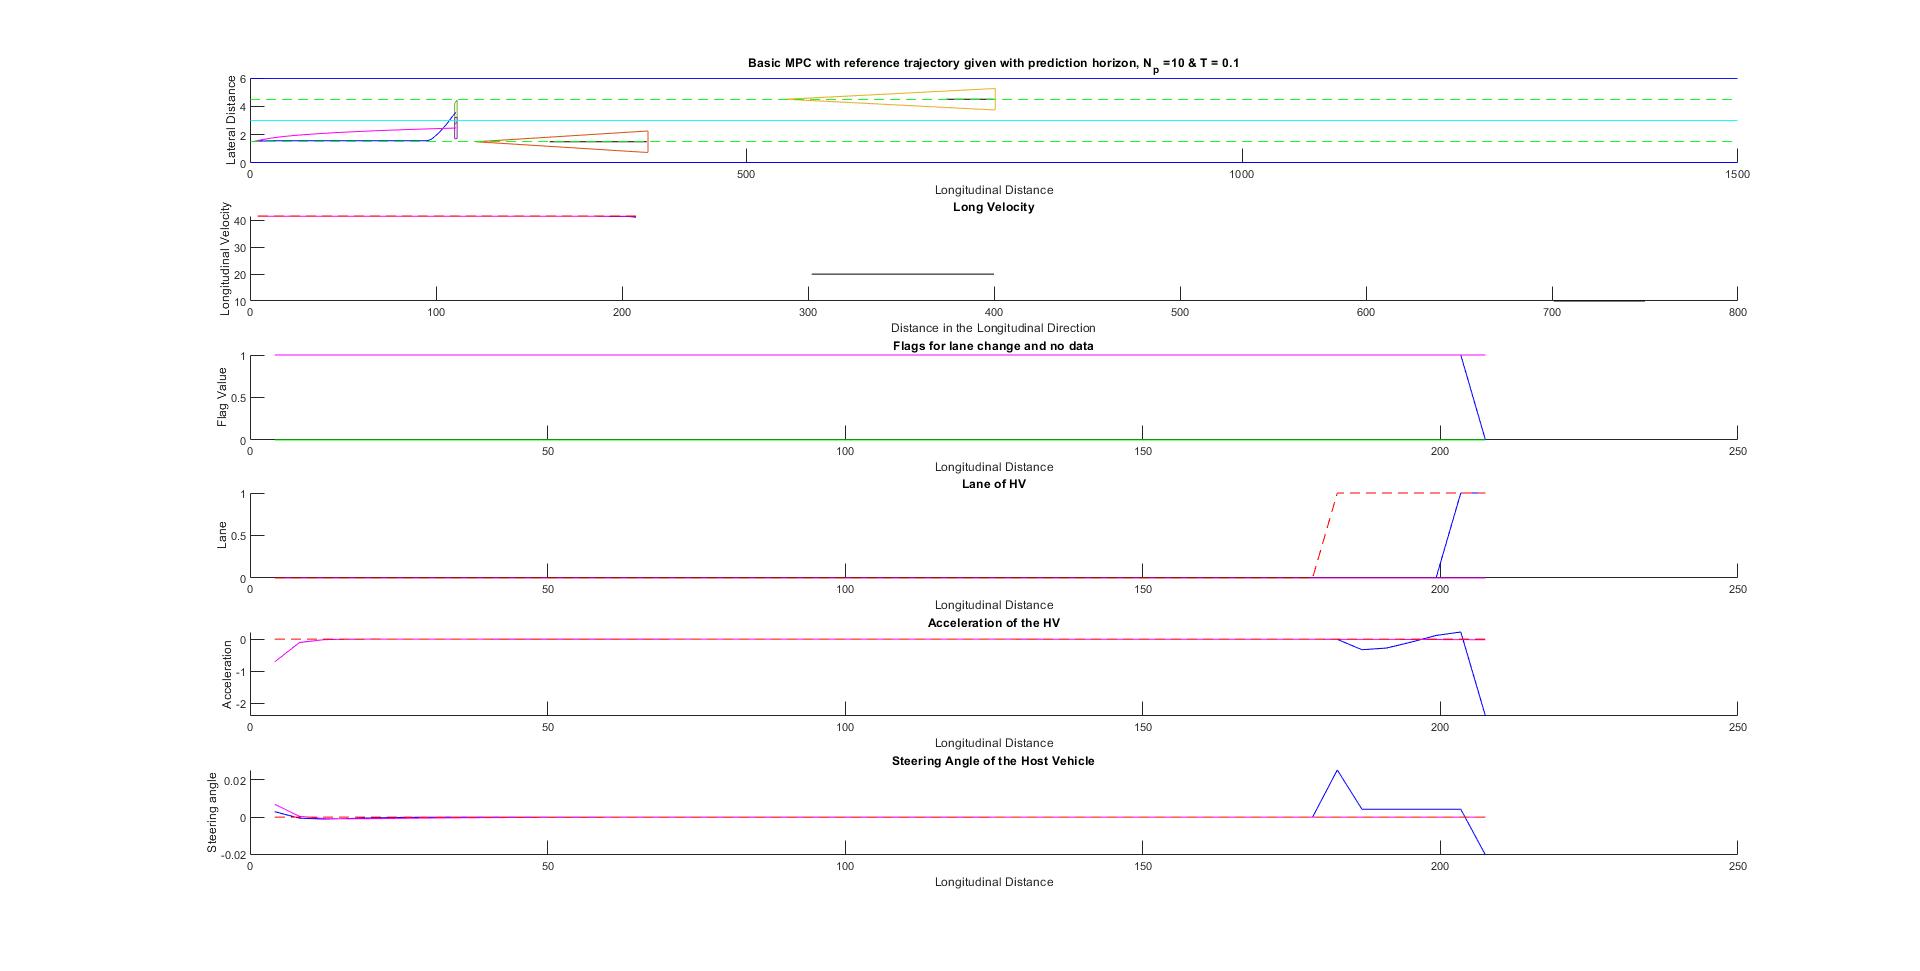 Basic MPC with reference trajectory given with prediction horizon, Np =10 & T = 0.1
Lateral Distance
6
4
2
0
0 500 1000 1500
Longitudinal Distance
Long Velocity
Longitudinal Velocity
40
30
20
10
0 100 200 300 400 500 600 700 800
Distance in the Longitudinal Direction
Flags for lane change and no data
Flag Value
1
0.5
0
0 50 100 150 200 250
Longitudinal Distance
Lane of HV
Lane
1
0.5
0
0 50 100 150 200 250
Longitudinal Distance
Acceleration of the HV
Acceleration
0
-1
-2
0 50 100 150 200 250
Longitudinal Distance
Steering Angle of the Host Vehicle
Steering angle
0.02
0
-0.02
0 50 100 150 200 250
Longitudinal Distance